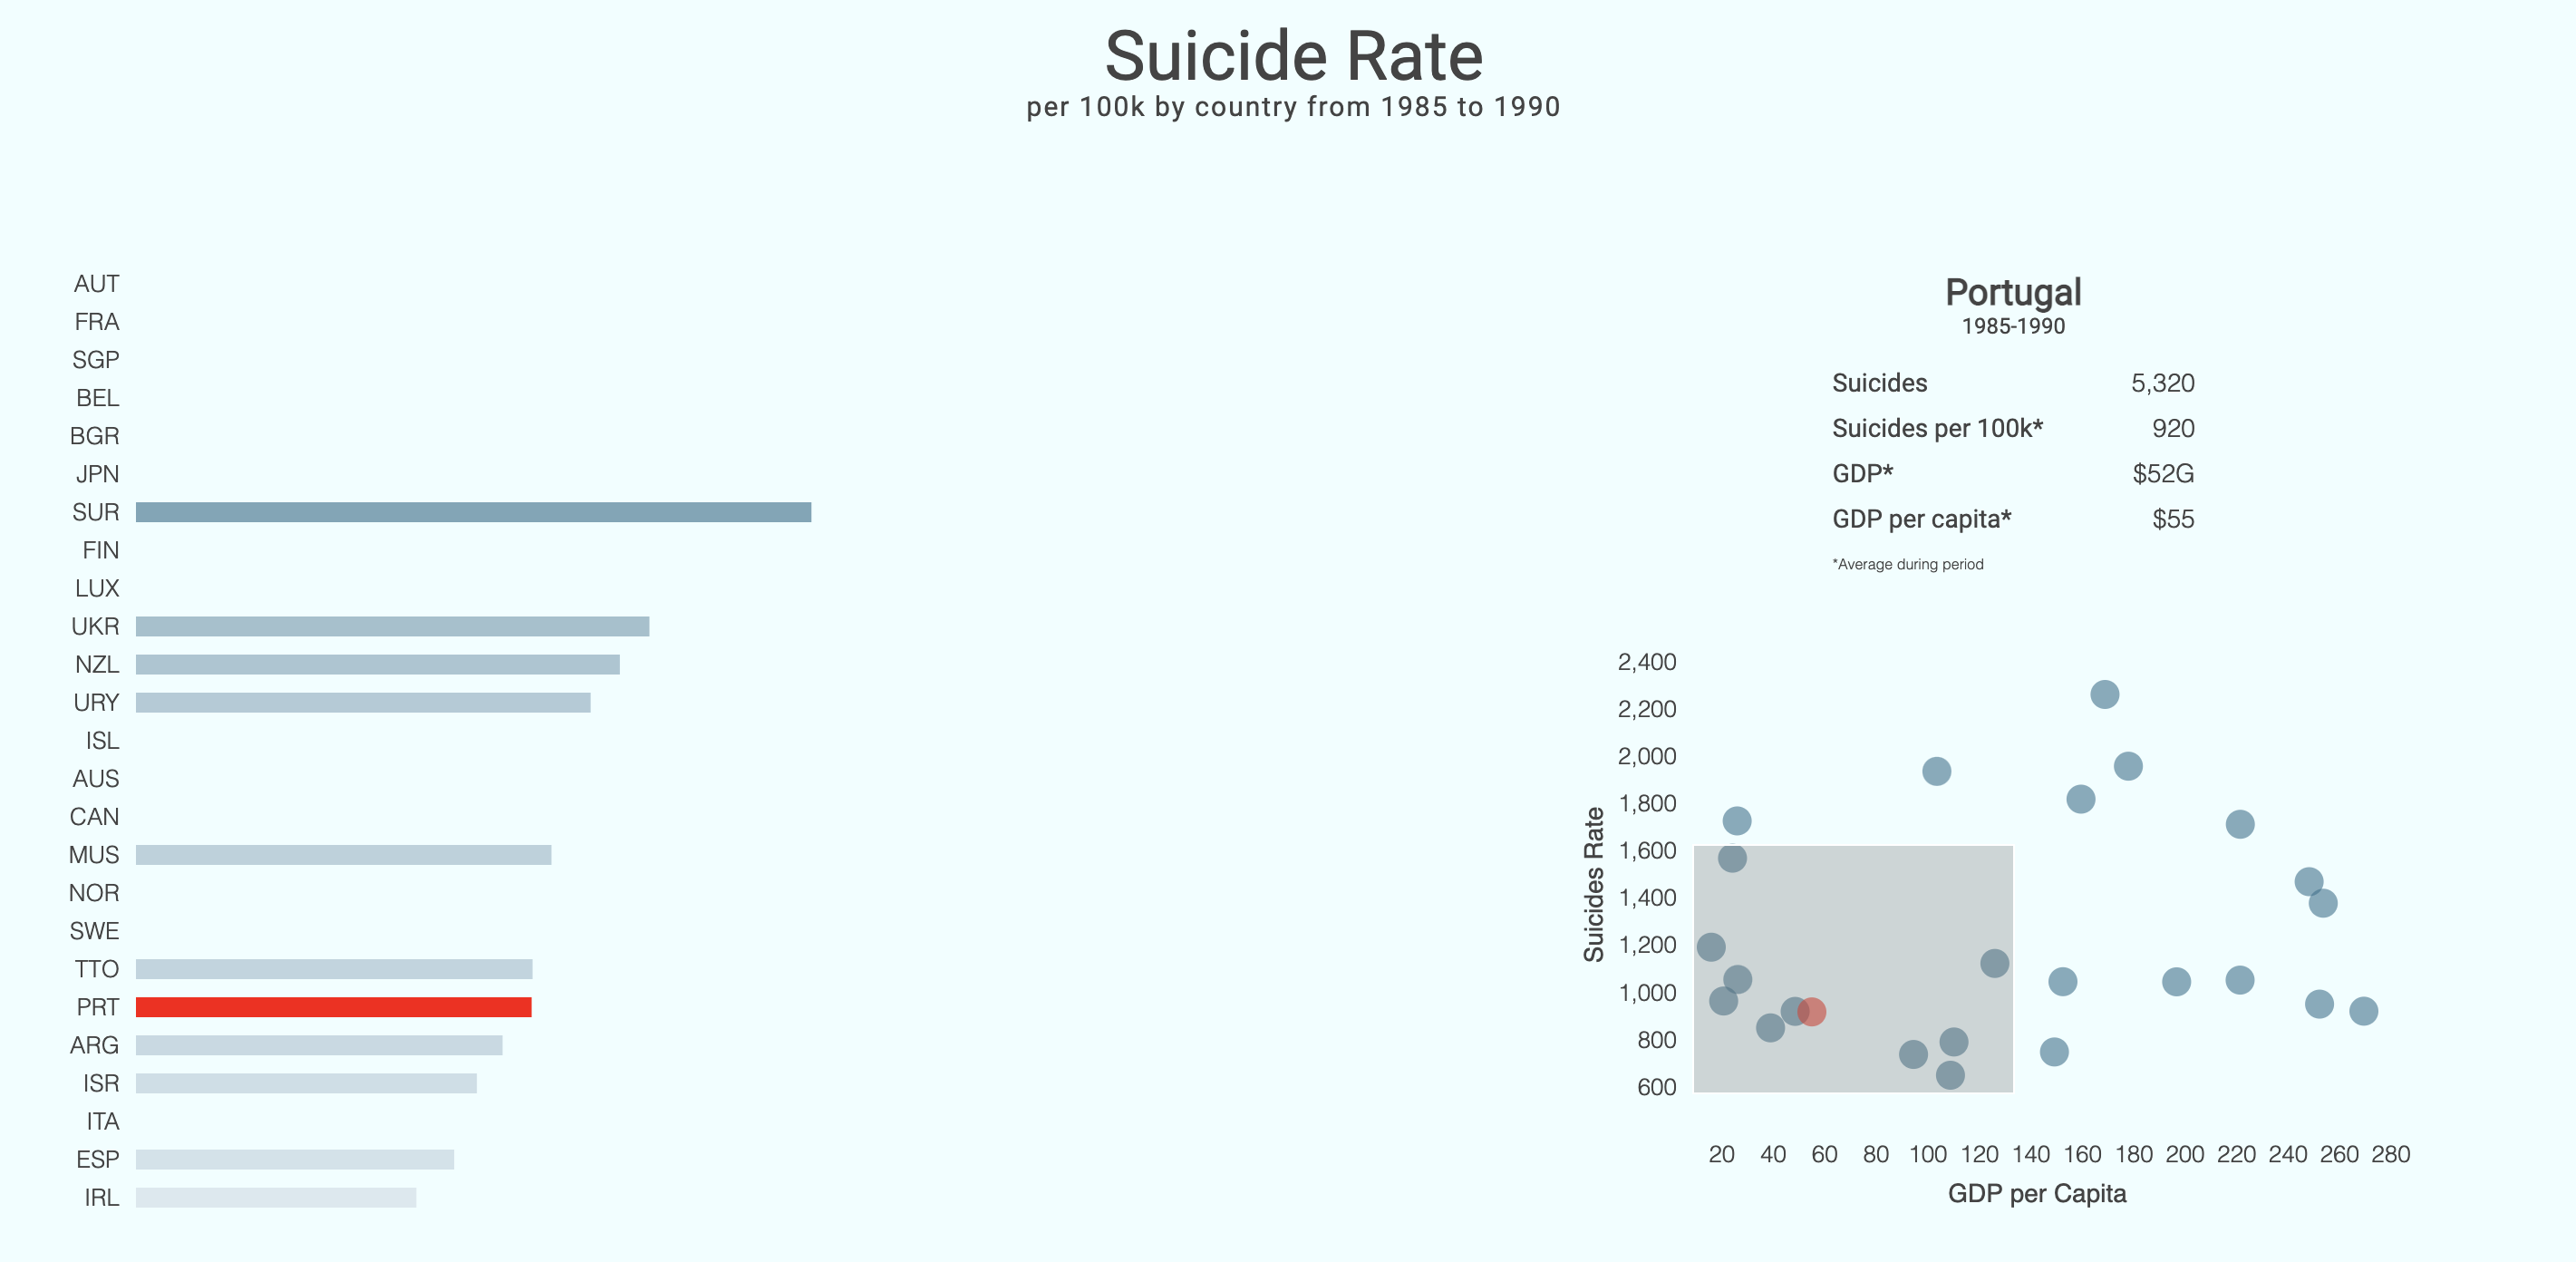 Suicide Rate
per 100k by country from 1985 to 1990
AUT
FRA
SGP
BEL
BGR
JPN
SUR
FIN
LUX
UKR
NZL
URY
ISL
AUS
CAN
MUS
NOR
SWE
TTO
PRT
ARG
ISR
ITA
ESP
IRL
Portugal
1985-1990
Suicides 5,320
Suicides per 100k* 920
GDP* $52G
GDP per capita* $55
*Average during period
Suicides Rate
2,400
2,200
2,000
1,800
1,600
1,400
1,200
1,000
800
600
20 40 60 80 100 120 140 160 180 200 220 240 260 280
GDP per Capita